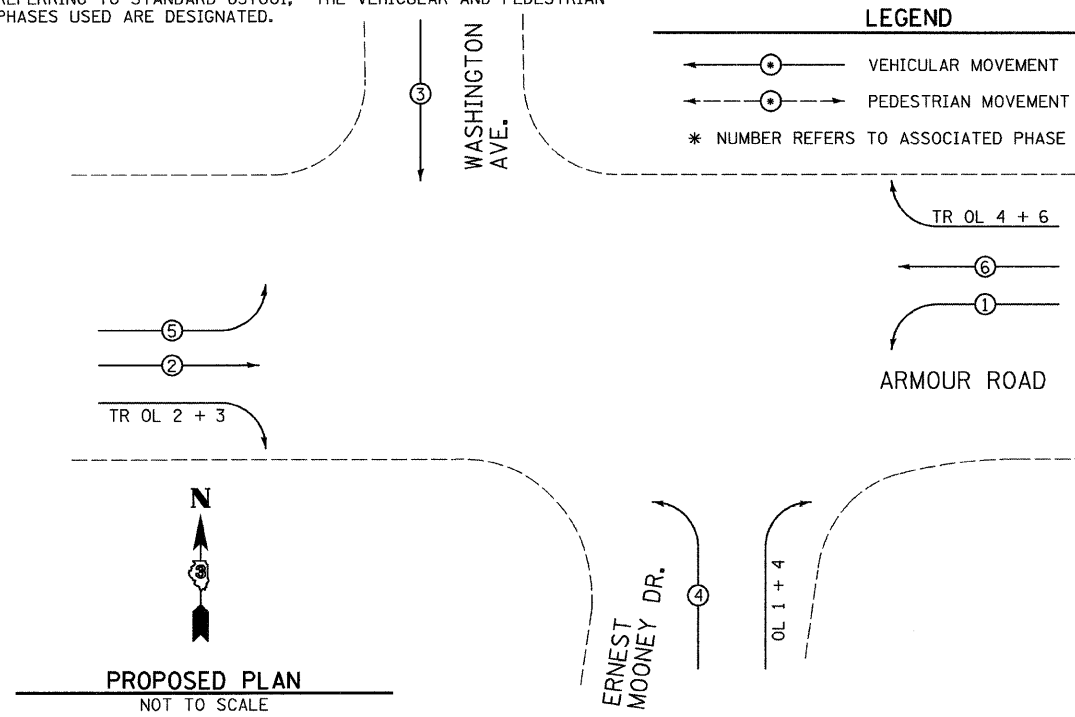 REFERRING TO STANDARD 857001, THE VEHICULAR AND PEDESTRIAN
PHASES USED ARE DESIGNATED.
LEGEND
* VEHICULAR MOVEMENT
* PEDESTRIAN MOVEMENT
* NUMBER REFERS TO ASSOCIATED PHASE
3
WASHINGTON
AVE.
TR OL 4 + 6
6
1
ARMOUR ROAD
5
2
TR OL 2 + 3
N
3
ERNEST
MOONEY DR.
4
OL 1 + 4
PROPOSED PLAN
NOT TO SCALE